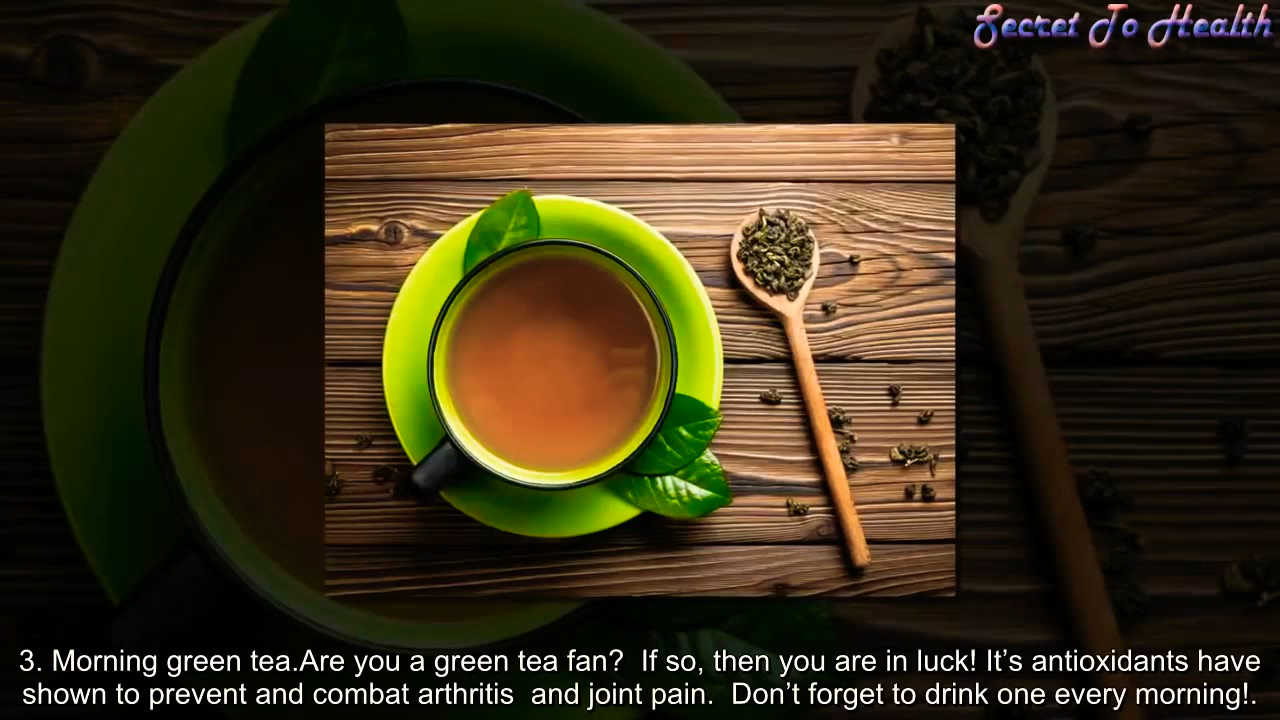 Secret To Health
3. Morning green tea.Are you a green tea fan?  If so, then you are in luck! It’s antioxidants have
shown to prevent and combat arthritis  and joint pain.  Don’t forget to drink one every morning!.